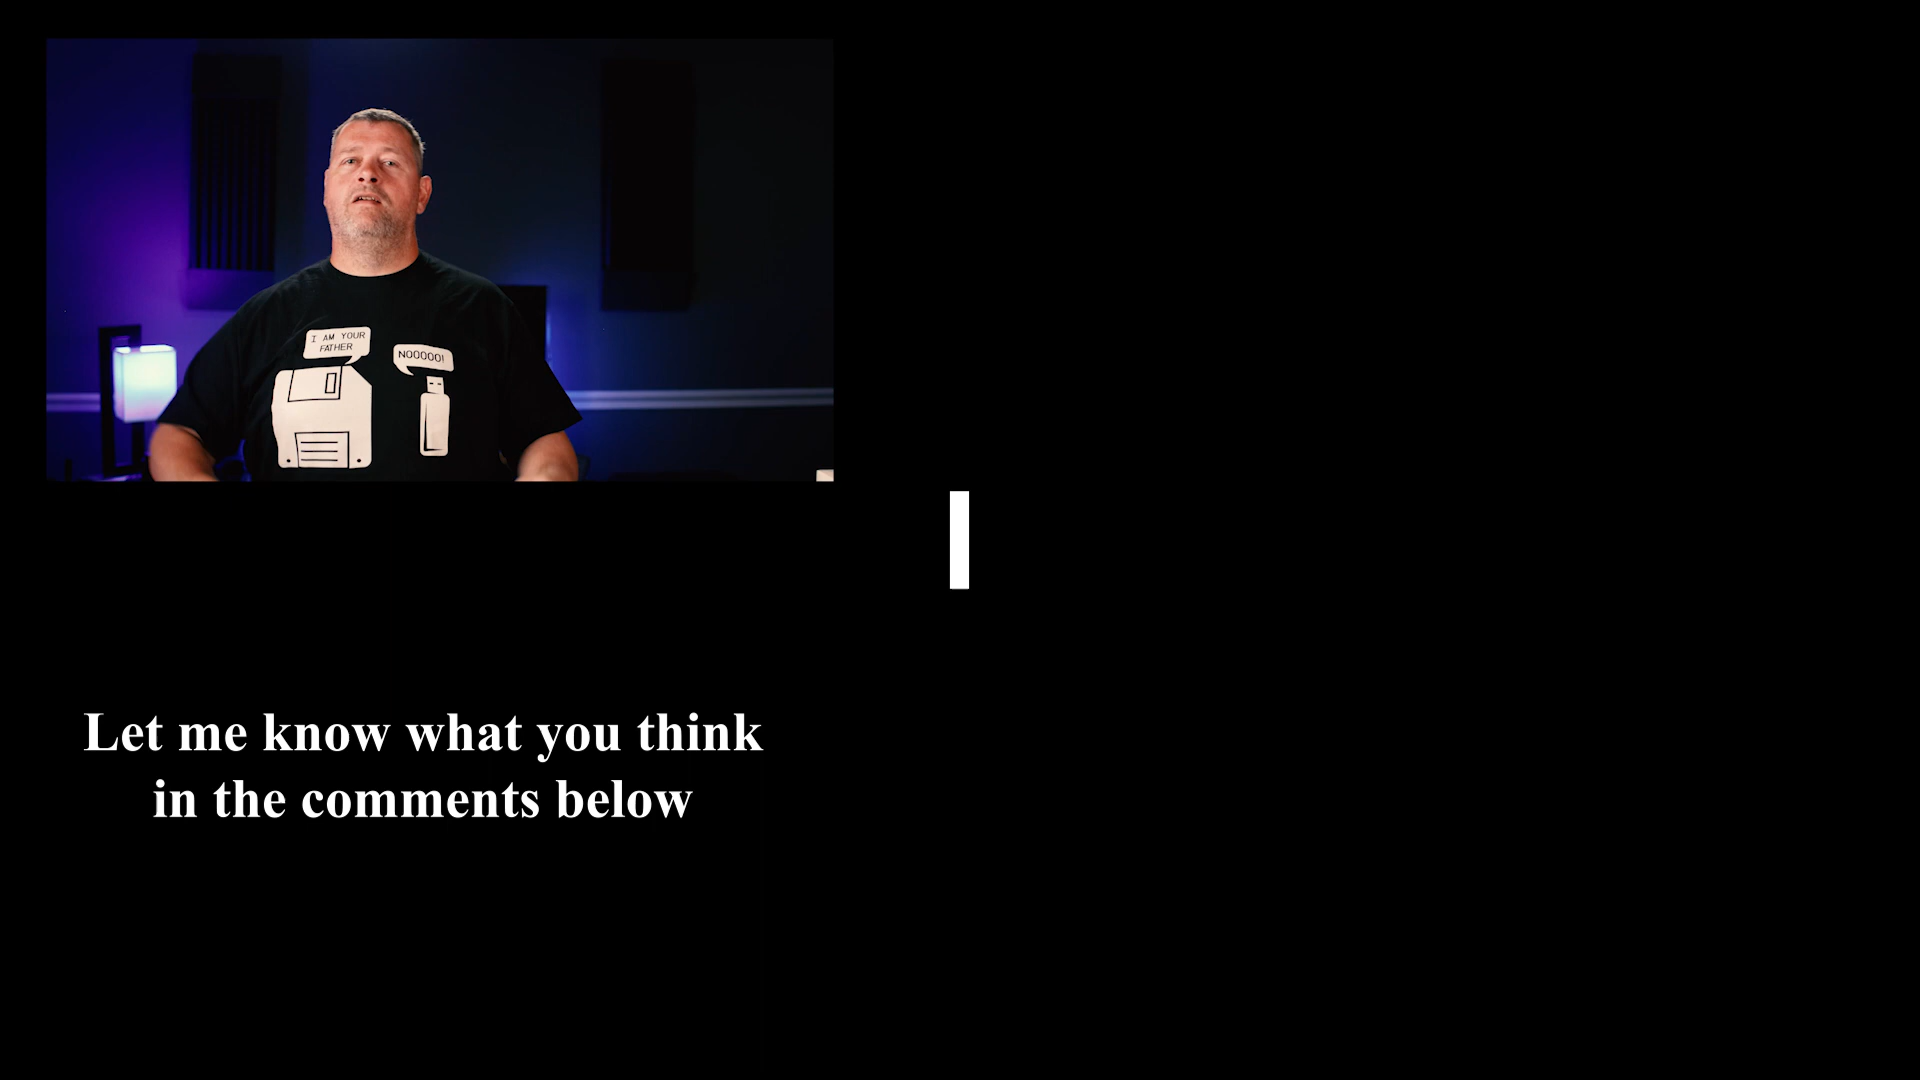 I AM YOUR
FATHER
NOOOOO!
Let me know what you think
in the comments below